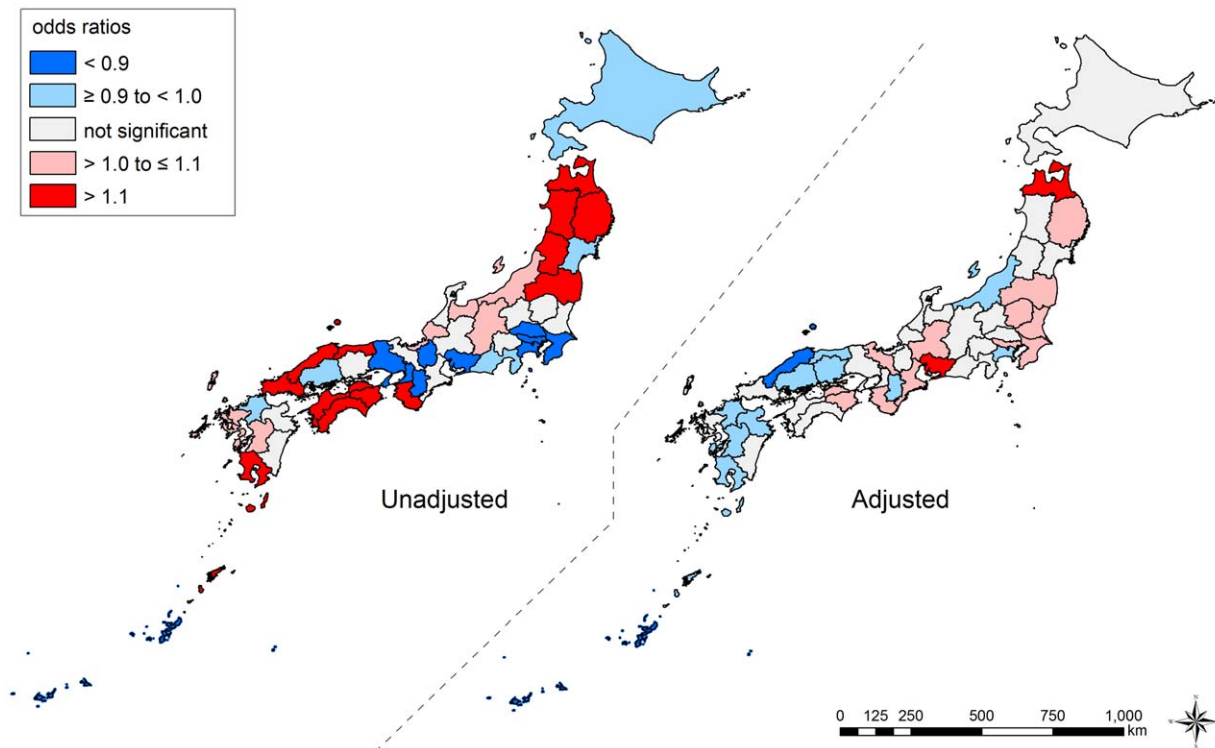 odds ratios
< 0.9
≥ 0.9 to < 1.0
not significant
> 1.0 to ≤ 1.1
> 1.1
Unadjusted
Adjusted
0 125 250 500 750 1,000
km
N
W E
S